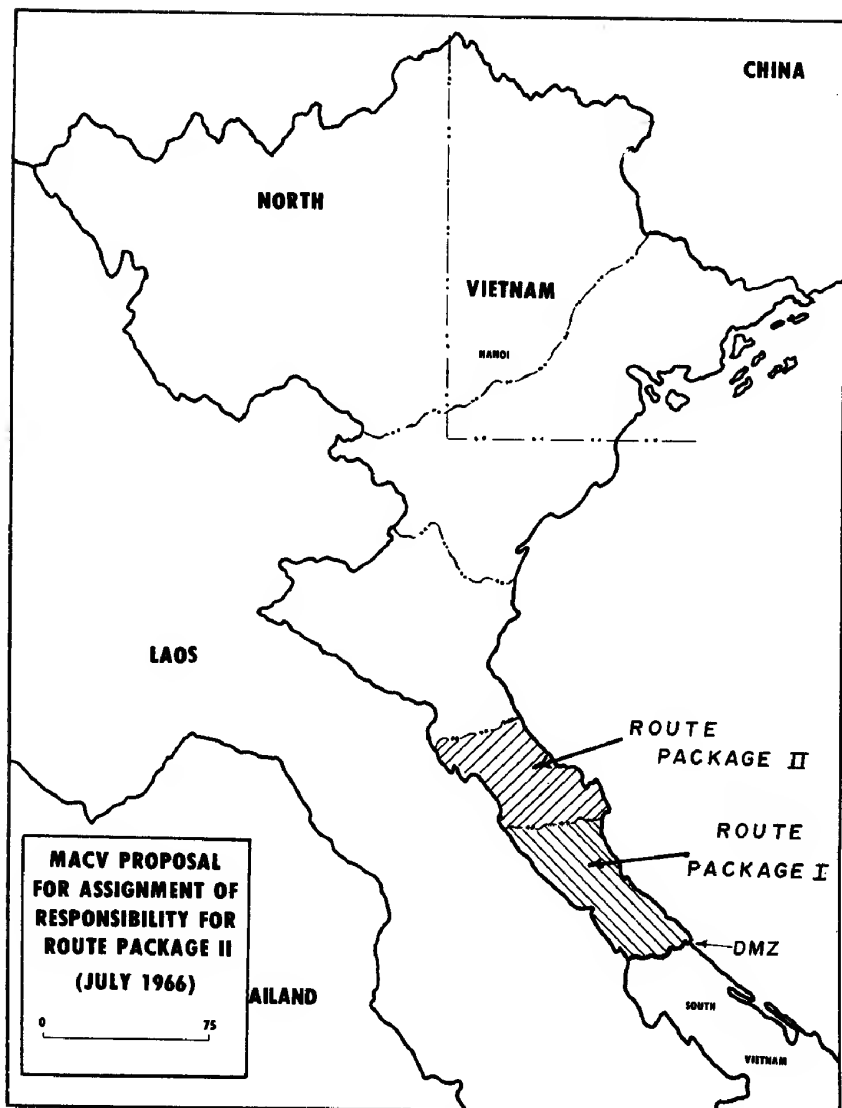 CHINA
NORTH
VIETNAM
HANOI
LAOS
ROUTE
PACKAGE II
ROUTE
PACKAGE I
DMZ
MACV PROPOSAL
FOR ASSIGNMENT OF
RESPONSIBILITY FOR
ROUTE PACKAGE II
(JULY 1966)
0 75
AILAND
SOUTH
VIETNAM